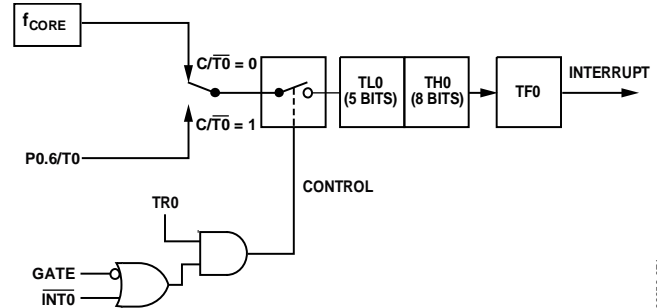 fCORE
C/T0 = 0
TL0 (5 BITS)
TH0 (8 BITS)
TF0
INTERRUPT
C/T0 = 1
P0.6/T0
CONTROL
TR0
GATE
INT0